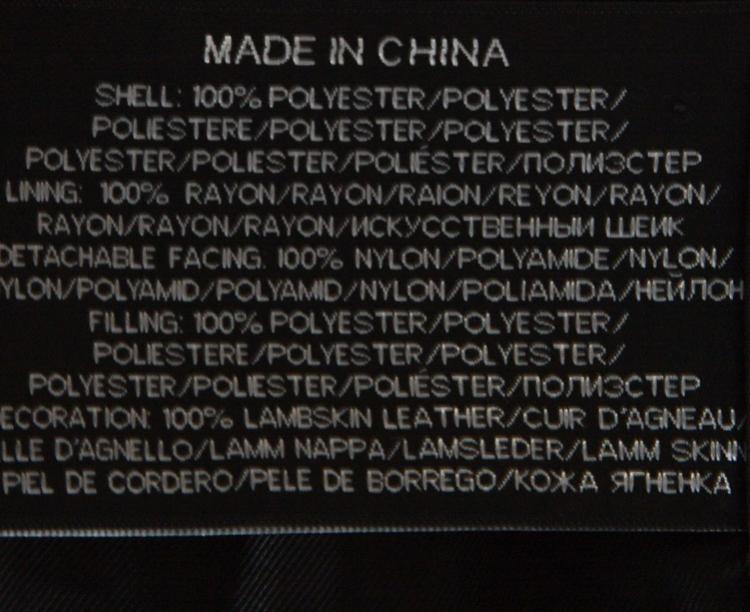 MADE IN CHINA
SHELL: 100% POLYESTER/POLYESTER/
POLIESTERE/POLYESTER/POLYESTER/
POLYESTER/POLIESTER/POLIÉSTER/ПОЛИЭСТЕР
LINING: 100% RAYON/RAYON/RAION/REYON/RAYON/
RAYON/RAYON/RAYON/ИСКУССТВЕННЫИ ШЕИК
DETACHABLE FACING. 100% NYLON/POLYAMIDE/NYLON/
YLON/POLYAMID/POLYAMID/NYLON/POLIAMIDA/НЕЙЛОН
FILLING: 100% POLYESTER/POLYESTER/
POLIESTERE/POLYESTER/POLYESTER/
POLYESTER/POLIESTER/POLIÉSTER/ПОЛИЭСТЕР
ECORATION: 100% LAMBSKIN LEATHER/CUIR D'AGNEAU/
LLE D'AGNELLO/LAMM NAPPA/LAMSLEDER/LAMM SKINN
PIEL DE CORDERO/PELE DE BORREGO/КОЖА ЯГНЕНКА